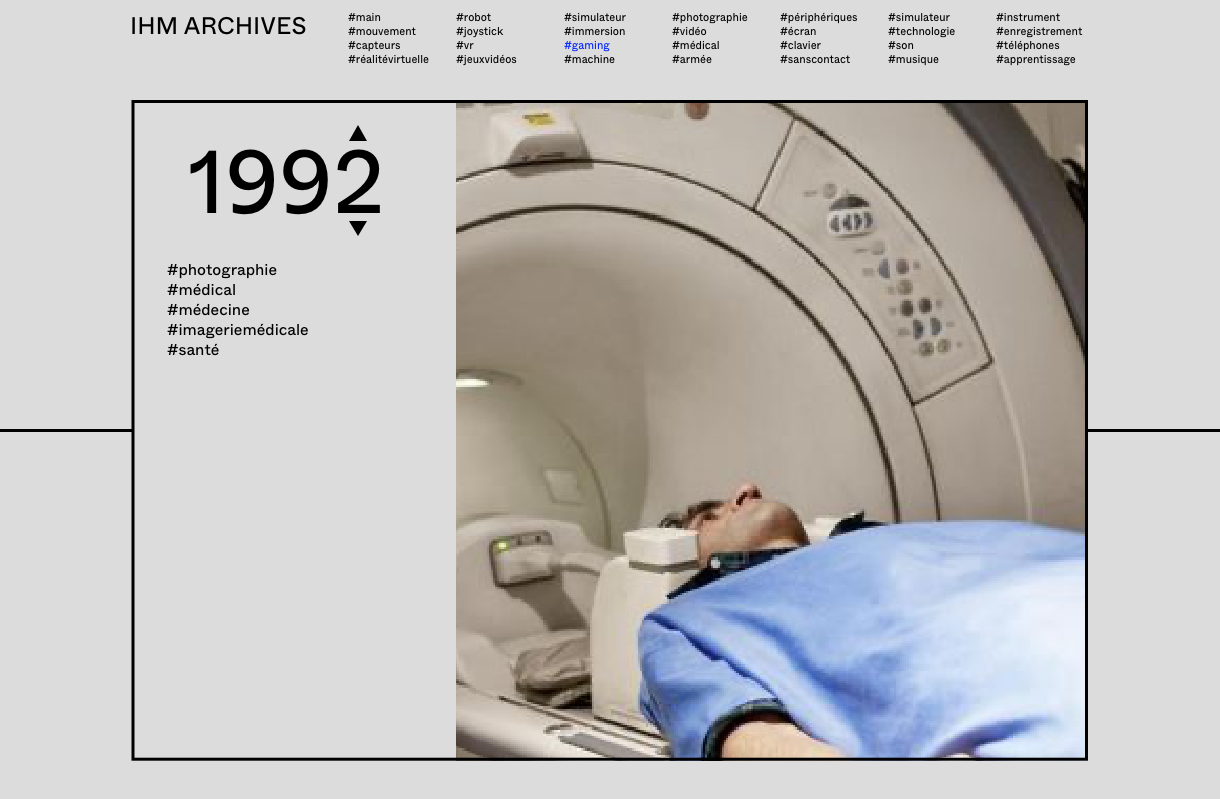 IHM ARCHIVES
#main
#mouvement
#capteurs
#réalitévirtuelle
#robot
#joystick
#vr
#jeuxvidéos
#simulateur
#immersion
#gaming
#machine
#photographie
#vidéo
#médical
#armée
#périphériques
#écran
#clavier
#sanscontact
#simulateur
#technologie
#son
#musique
#instrument
#enregistrement
#téléphones
#apprentissage
1992
#photographie
#médical
#médecine
#imageriemédicale
#santé